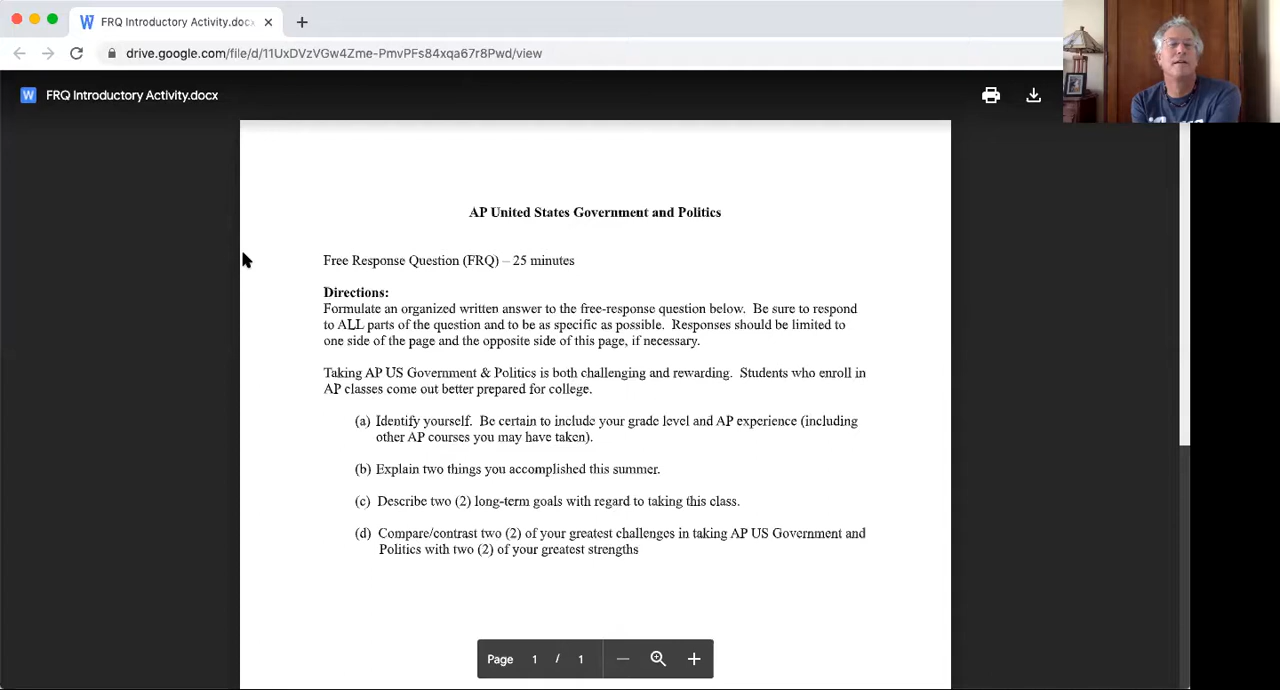 FRQ Introductory Activity.docx
drive.google.com/file/d/11UxDVzVGw4Zme-PmvPFs84xqa67r8Pwd/view
W FRQ Introductory Activity.docx
AP United States Government and Politics
Free Response Question (FRQ) – 25 minutes
Directions:
Formulate an organized written answer to the free-response question below. Be sure to respond
to ALL parts of the question and to be as specific as possible. Responses should be limited to
one side of the page and the opposite side of this page, if necessary.
Taking AP US Government & Politics is both challenging and rewarding. Students who enroll in
AP classes come out better prepared for college.
(a) Identify yourself. Be certain to include your grade level and AP experience (including
other AP courses you may have taken).
(b) Explain two things you accomplished this summer.
(c) Describe two (2) long-term goals with regard to taking this class.
(d) Compare/contrast two (2) of your greatest challenges in taking AP US Government and
Politics with two (2) of your greatest strengths
Page 1 / 1